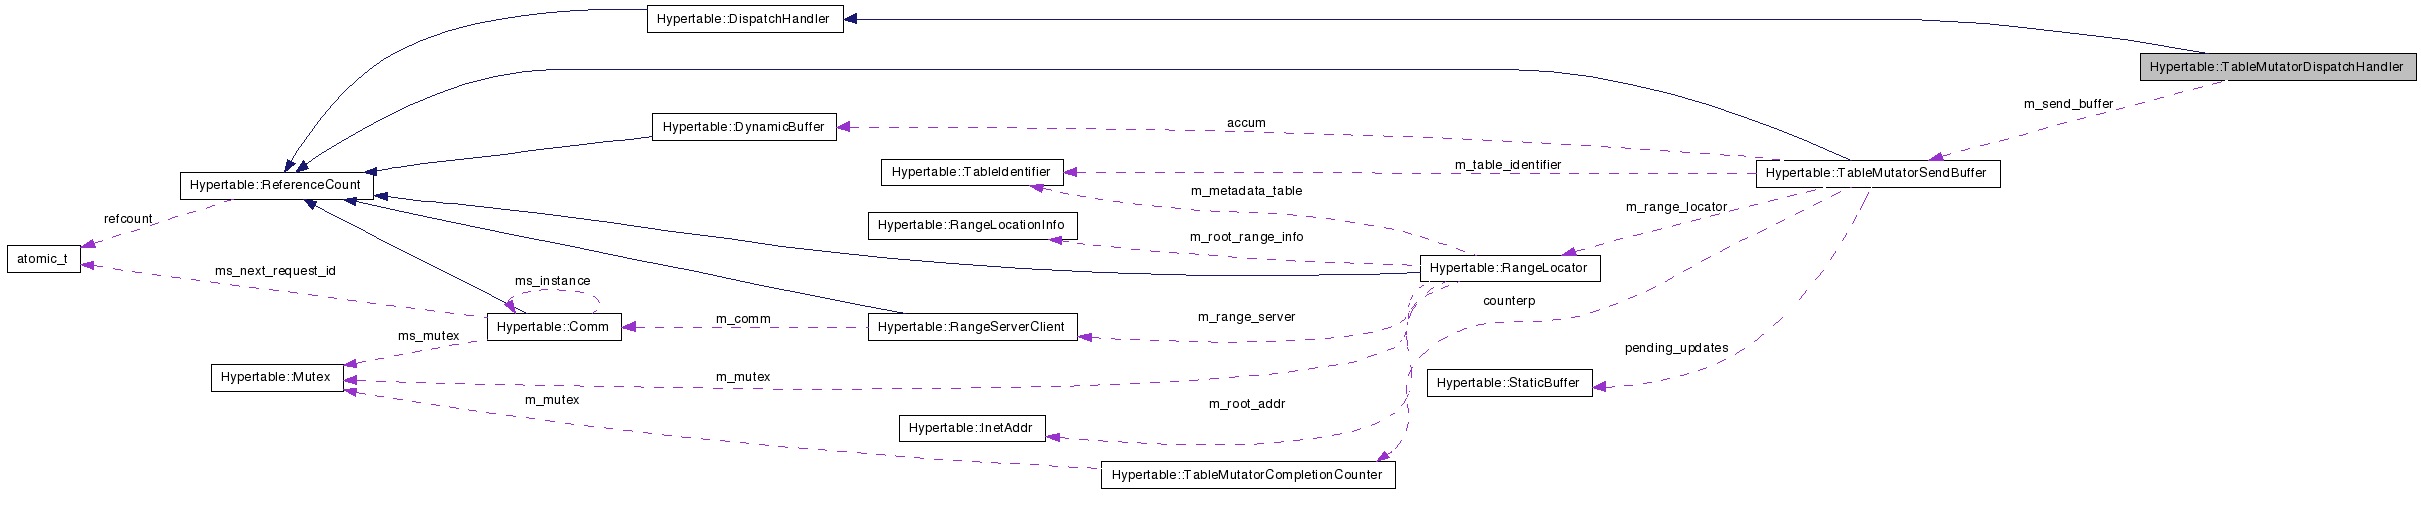 Hypertable::DispatchHandler
Hypertable::TableMutatorDispatchHandler
m_send_buffer
accum
Hypertable::DynamicBuffer
m_table_identifier
Hypertable::TableIdentifier
Hypertable::TableMutatorSendBuffer
Hypertable::ReferenceCount
m_metadata_table
m_range_locator
refcount
Hypertable::RangeLocationInfo
m_root_range_info
atomic_t
Hypertable::RangeLocator
ms_next_request_id
ms_instance
counterp
m_range_server
m_comm
Hypertable::Comm
Hypertable::RangeServerClient
ms_mutex
pending_updates
Hypertable::Mutex
m_mutex
Hypertable::StaticBuffer
m_mutex
m_root_addr
Hypertable::InetAddr
Hypertable::TableMutatorCompletionCounter